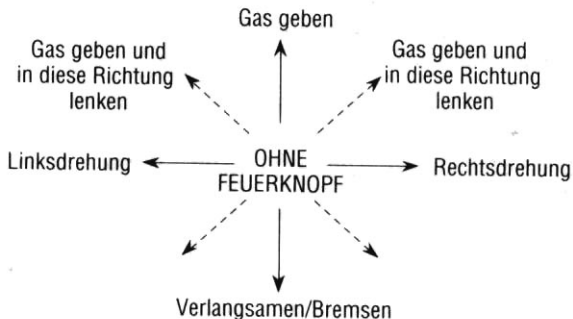 Gas geben
Gas geben und
in diese Richtung
lenken
Gas geben und
in diese Richtung
lenken
Linksdrehung
OHNE
FEUERKNOPF
Rechtsdrehung
Verlangsamen/Bremsen